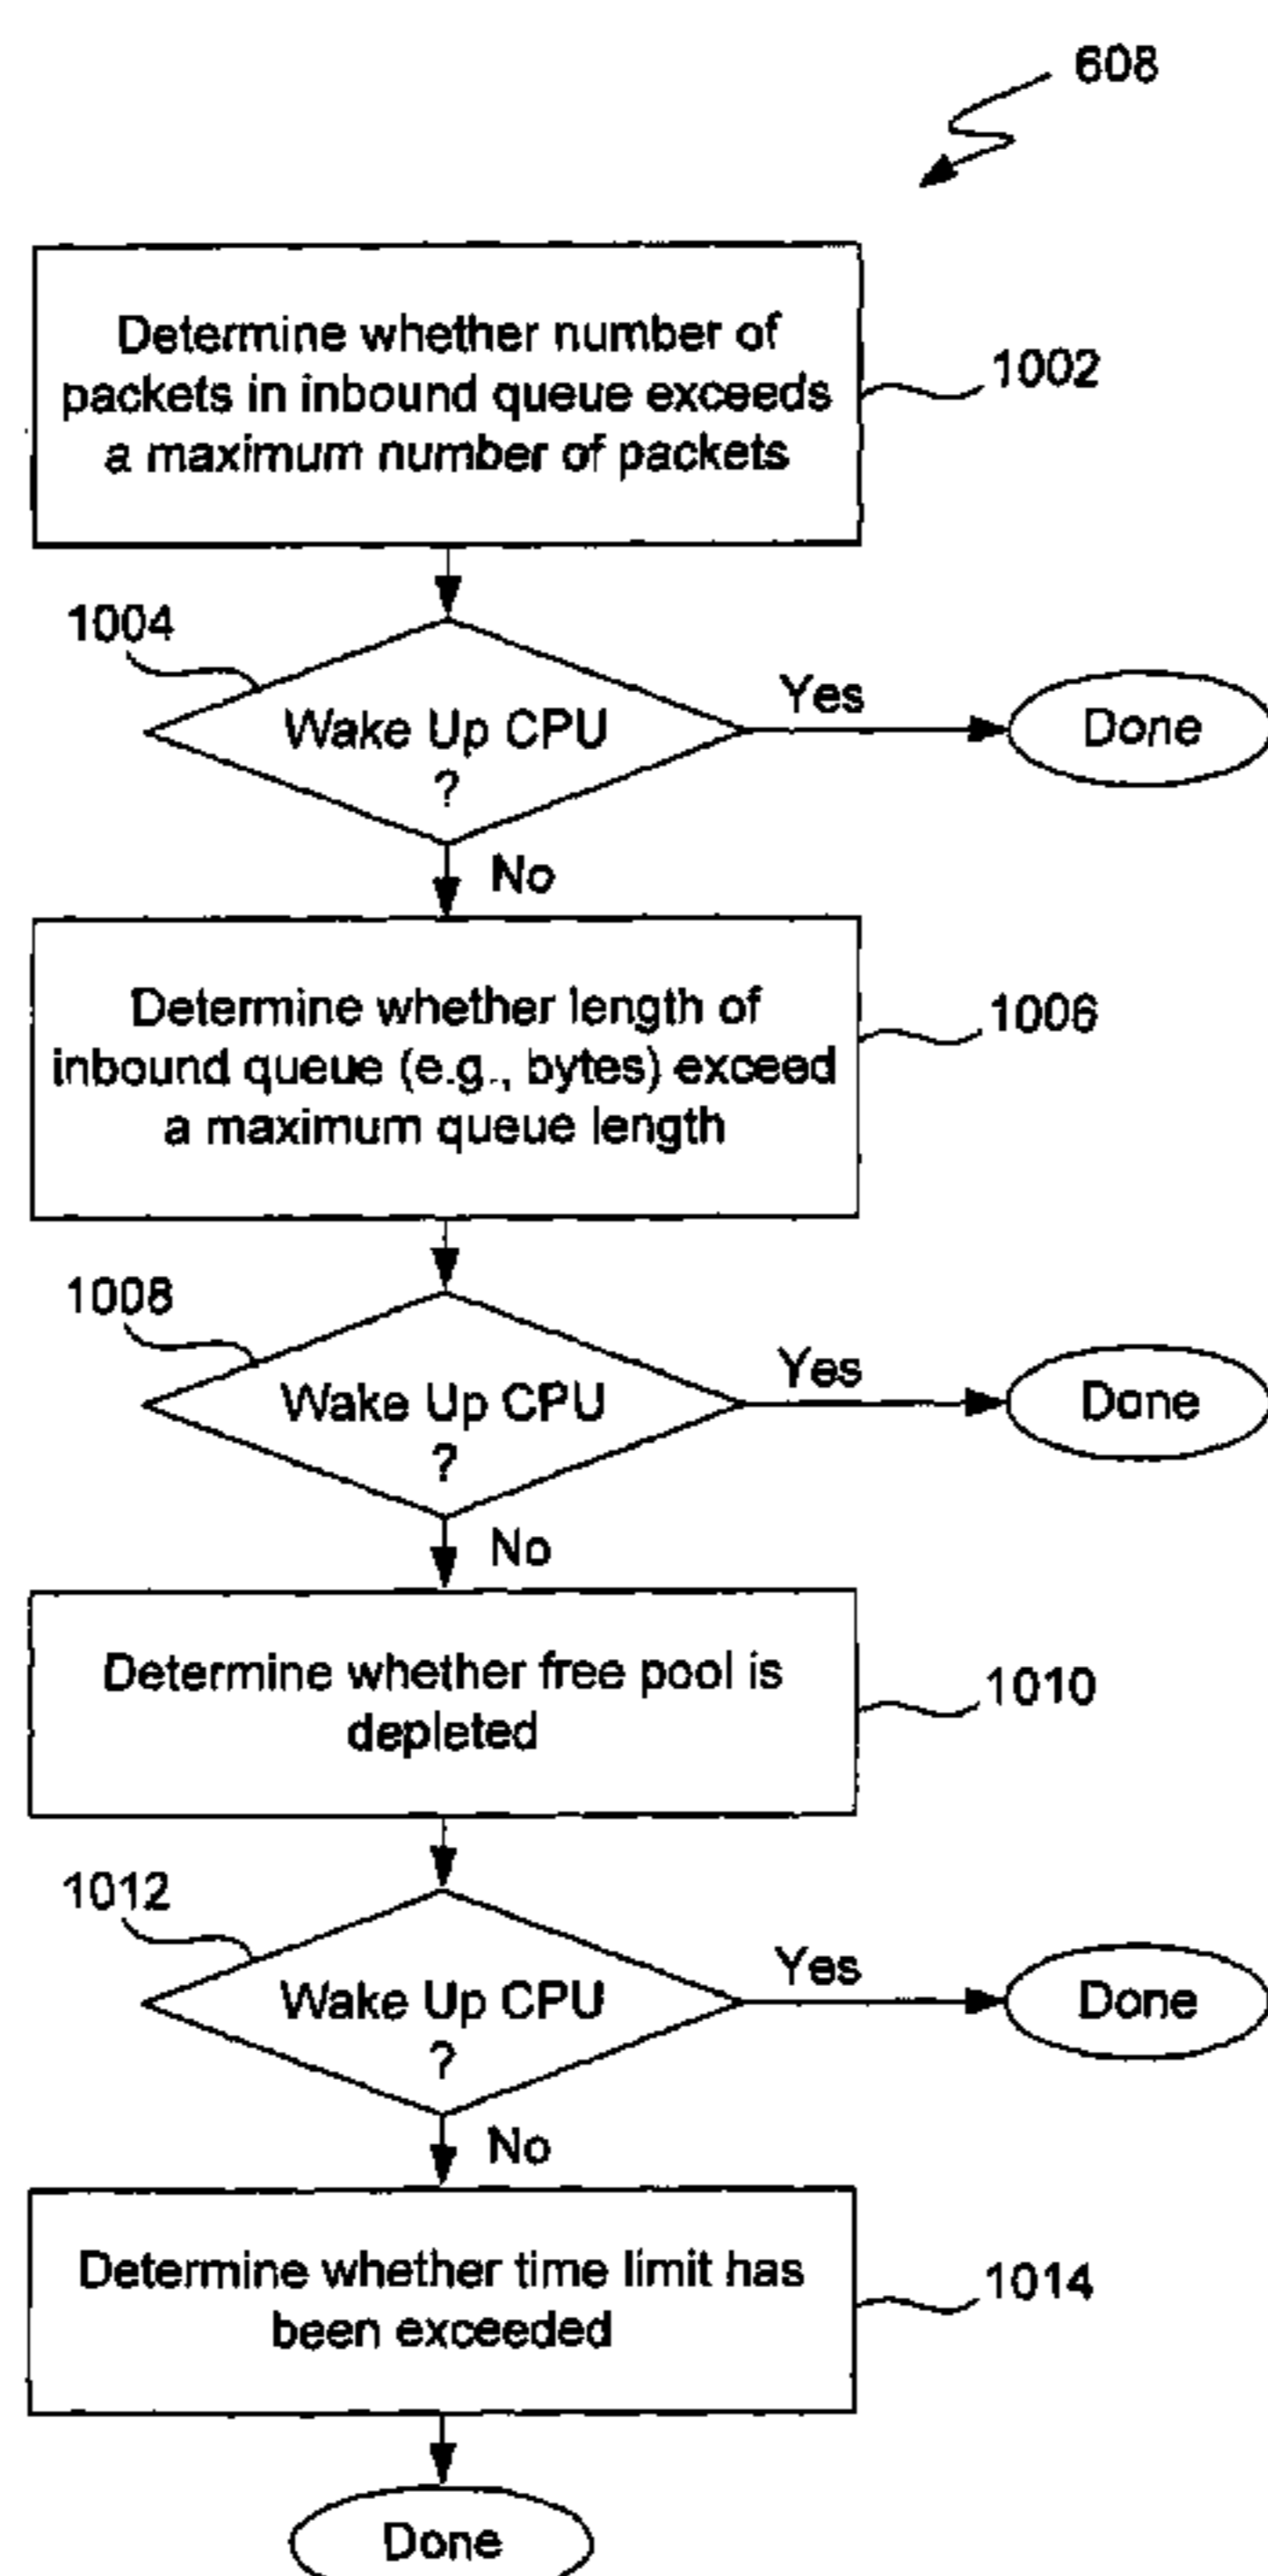 608
Determine whether number of
packets in inbound queue exceeds
a maximum number of packets
1002
1004
Wake Up CPU
?
Yes
Done
No
Determine whether length of
inbound queue (e.g., bytes) exceed
a maximum queue length
1006
1008
Wake Up CPU
?
Yes
Done
No
Determine whether free pool is
depleted
1010
1012
Wake Up CPU
?
Yes
Done
No
Determine whether time limit has
been exceeded
1014
Done